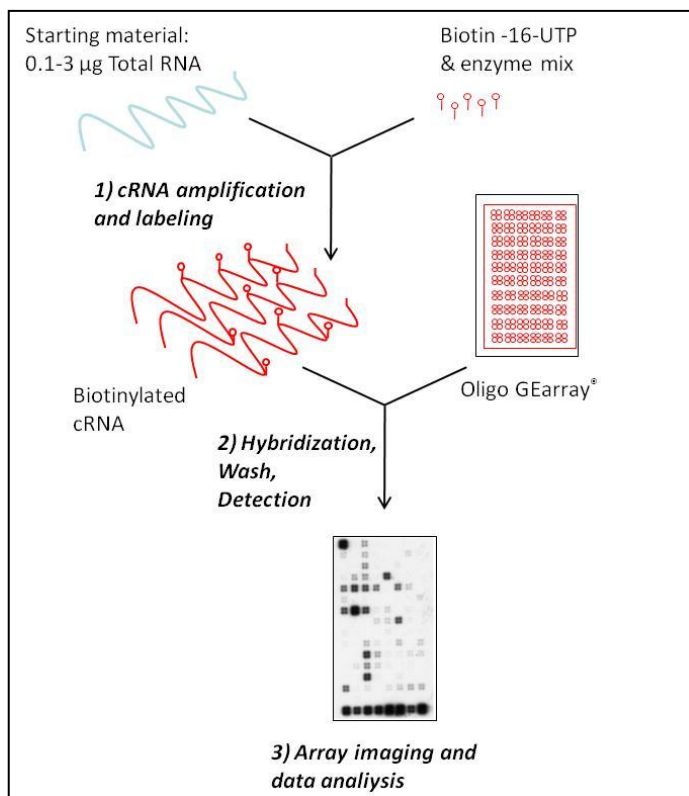 Starting material:
0.1-3 µg Total RNA
Biotin -16-UTP
& enzyme mix
1) cRNA amplification
and labeling
Biotinylated
cRNA
Oligo GEarray®
2) Hybridization,
Wash,
Detection
3) Array imaging and
data analiysis